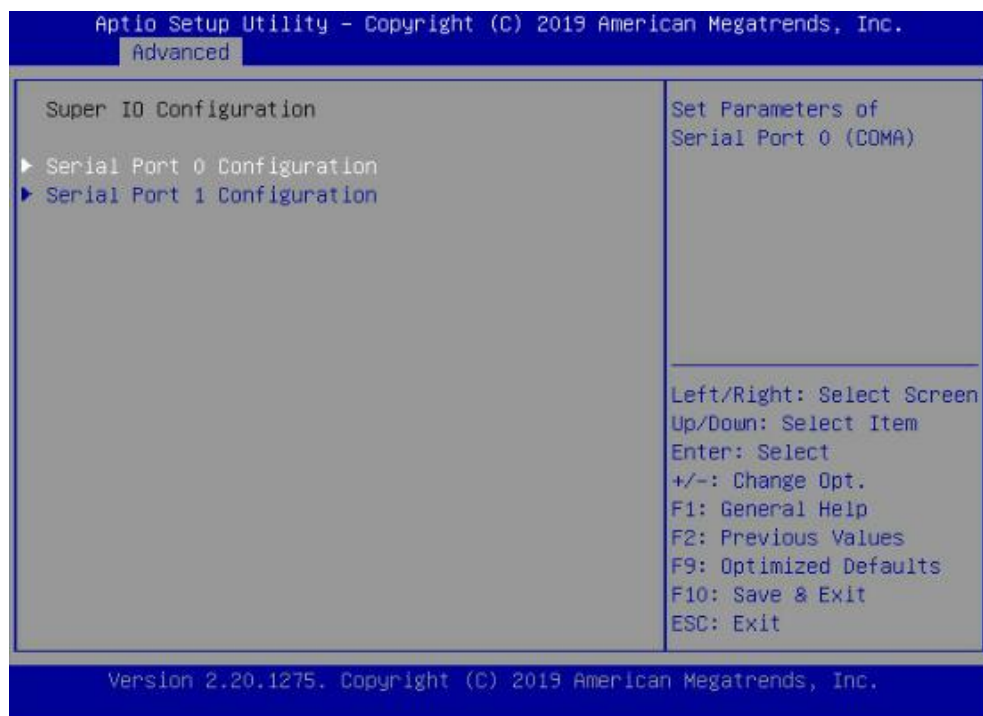 Aptio Setup Utility – Copyright (C) 2019 American Megatrends, Inc.
Advanced
Super IO Configuration
Serial Port 0 Configuration
Serial Port 1 Configuration
Set Parameters of
Serial Port 0 (COMA)
Left/Right: Select Screen
Up/Down: Select Item
Enter: Select
+/-: Change Opt.
F1: General Help
F2: Previous Values
F9: Optimized Defaults
F10: Save & Exit
ESC: Exit
Version 2.20.1275. Copyright (C) 2019 American Megatrends, Inc.